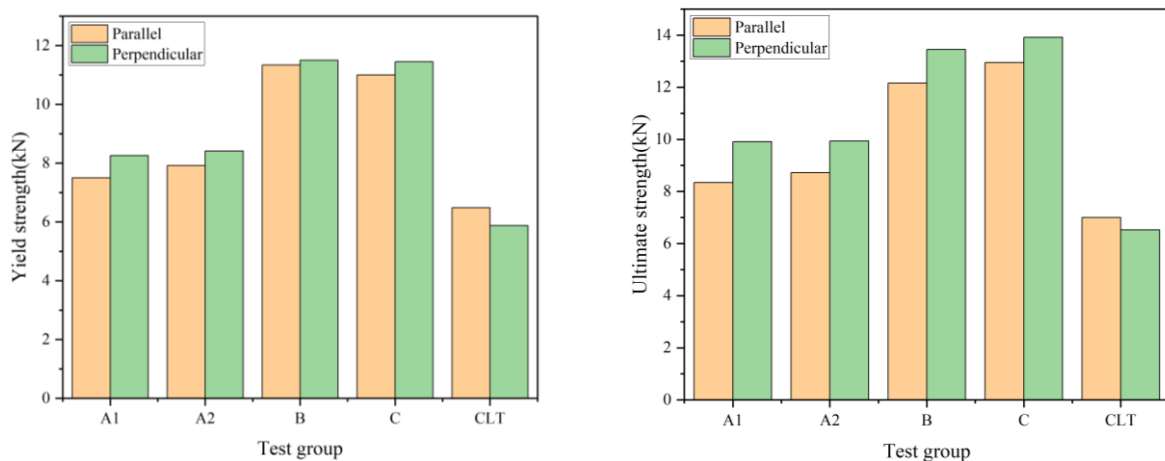 Parallel
Perpendicular
12
10
8
6
4
2
0
Yield strength(kN)
A1 A2 B C CLT
Test group
Parallel
Perpendicular
14
12
10
8
6
4
2
0
Ultimate strength(kN)
A1 A2 B C CLT
Test group